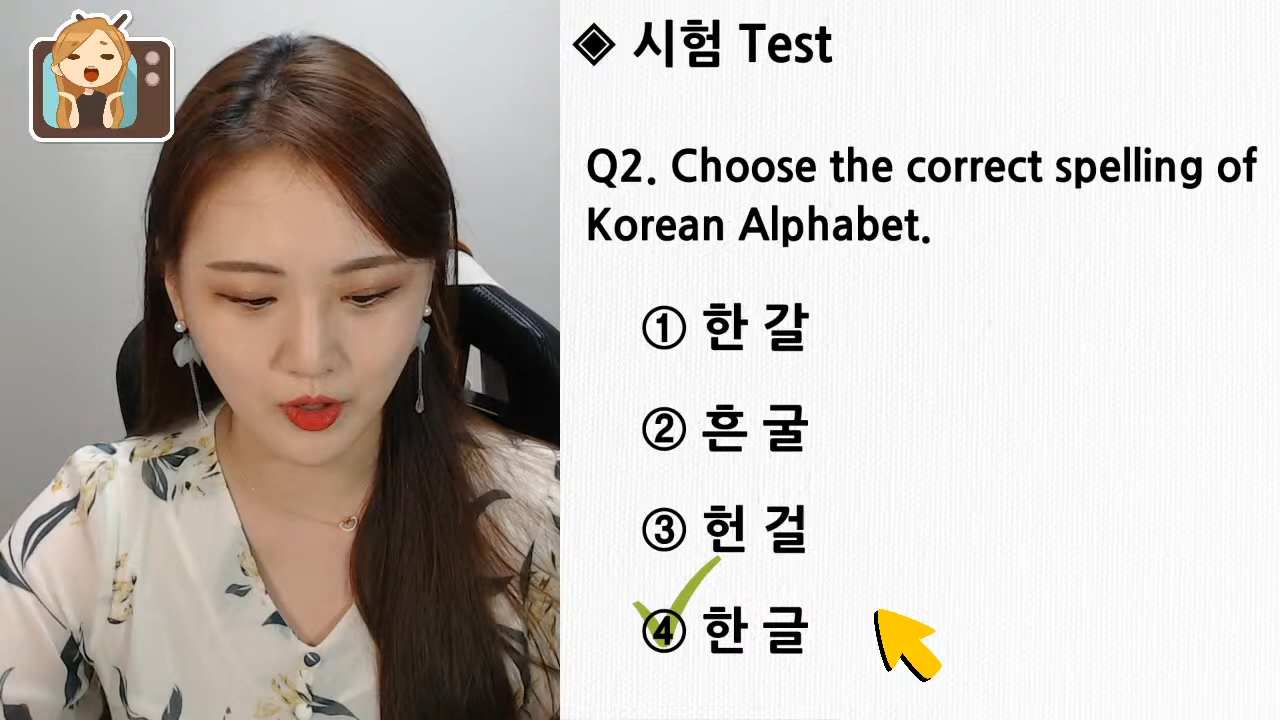 ◈ 시험 Test
Q2. Choose the correct spelling of
Korean Alphabet.
① 한 갈
② 흔 굴
③ 헌 걸
④ 한 글